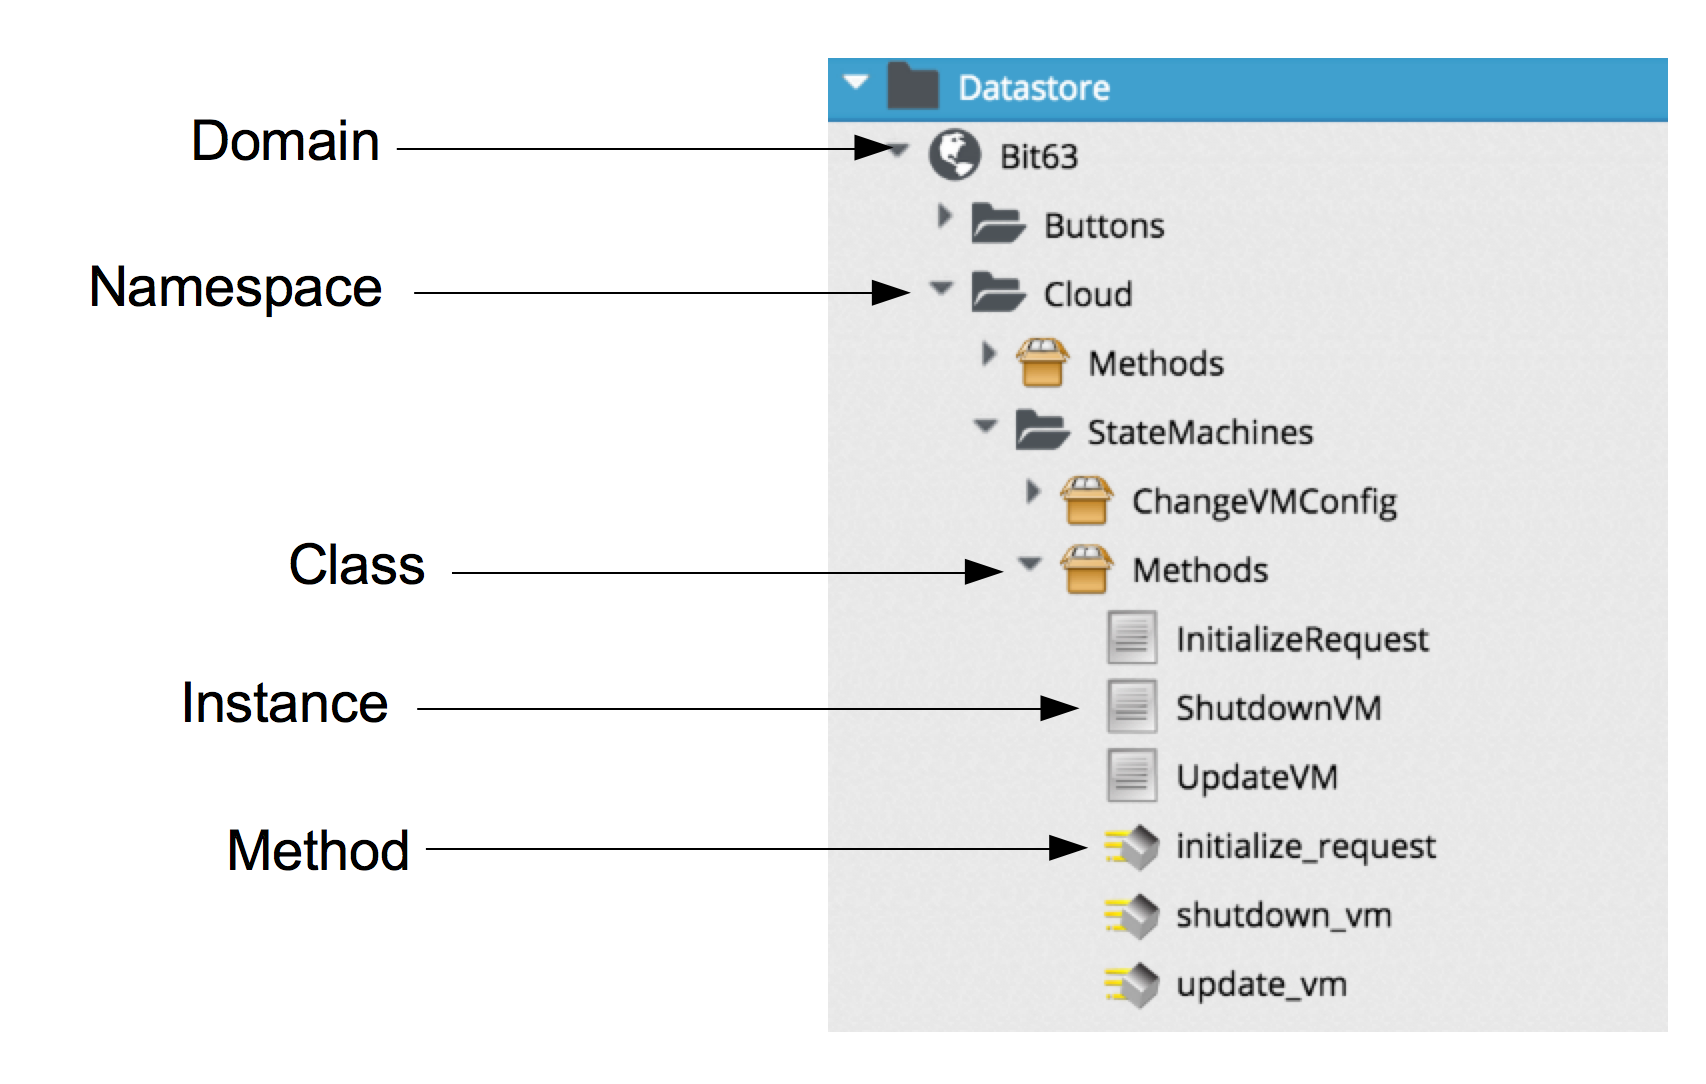 Datastore
Domain
Bit63
Buttons
Namespace
Cloud
Methods
StateMachines
ChangeVMConfig
Class
Methods
InitializeRequest
Instance
ShutdownVM
UpdateVM
Method
initialize_request
shutdown_vm
update_vm